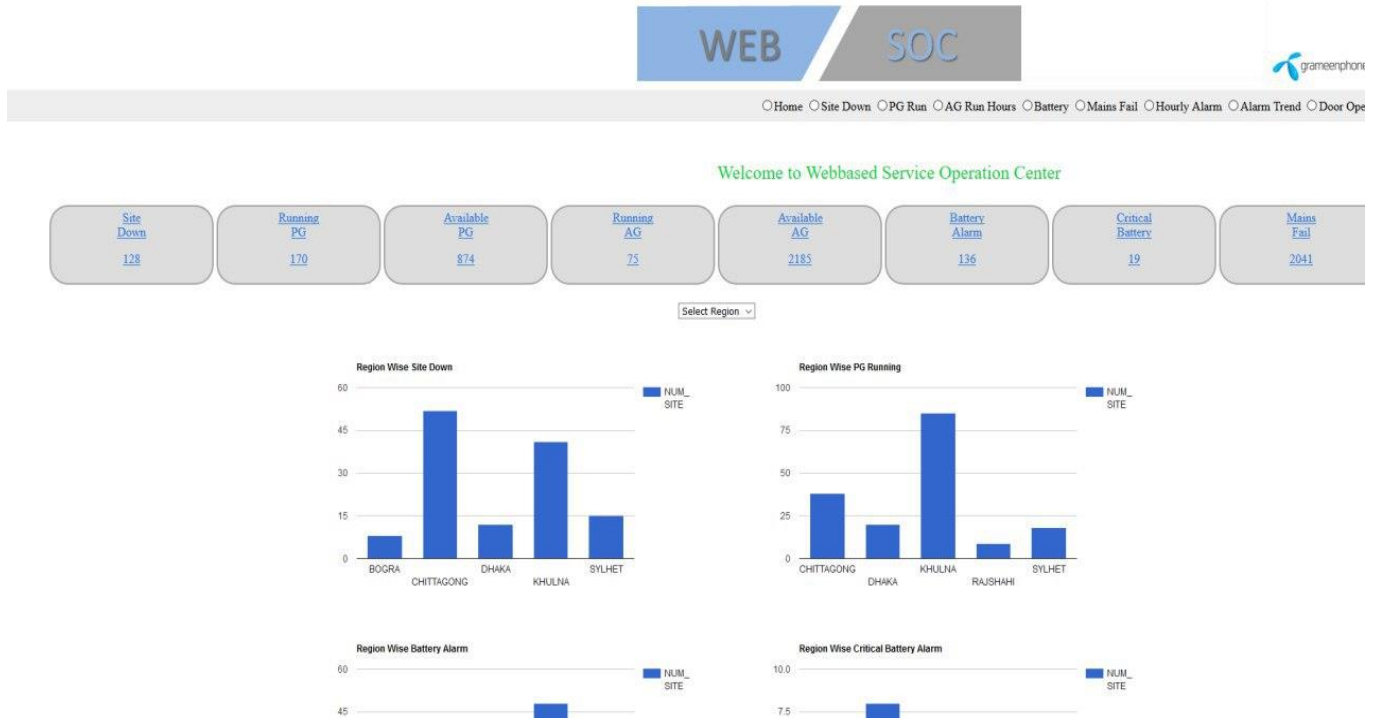 WEB SOC
grameenphone
Home Site Down PG Run AG Run Hours Battery Mains Fail Hourly Alarm Alarm Trend Door Ope
Welcome to Webbased Service Operation Center
Site Down
128
Running PG
170
Available PG
874
Running AG
75
Available AG
2185
Battery Alarm
136
Critical Battery
19
Mains Fail
2041
Select Region
Region Wise Site Down
60
45
30
15
0
BOGRA
CHITTAGONG
DHAKA
KHULNA
SYLHET
NUM_
SITE
Region Wise PG Running
100
75
50
25
0
CHITTAGONG
DHAKA
KHULNA
RAJSHAHI
SYLHET
NUM_
SITE
Region Wise Battery Alarm
60
45
NUM_
SITE
Region Wise Critical Battery Alarm
10.0
7.5
NUM_
SITE